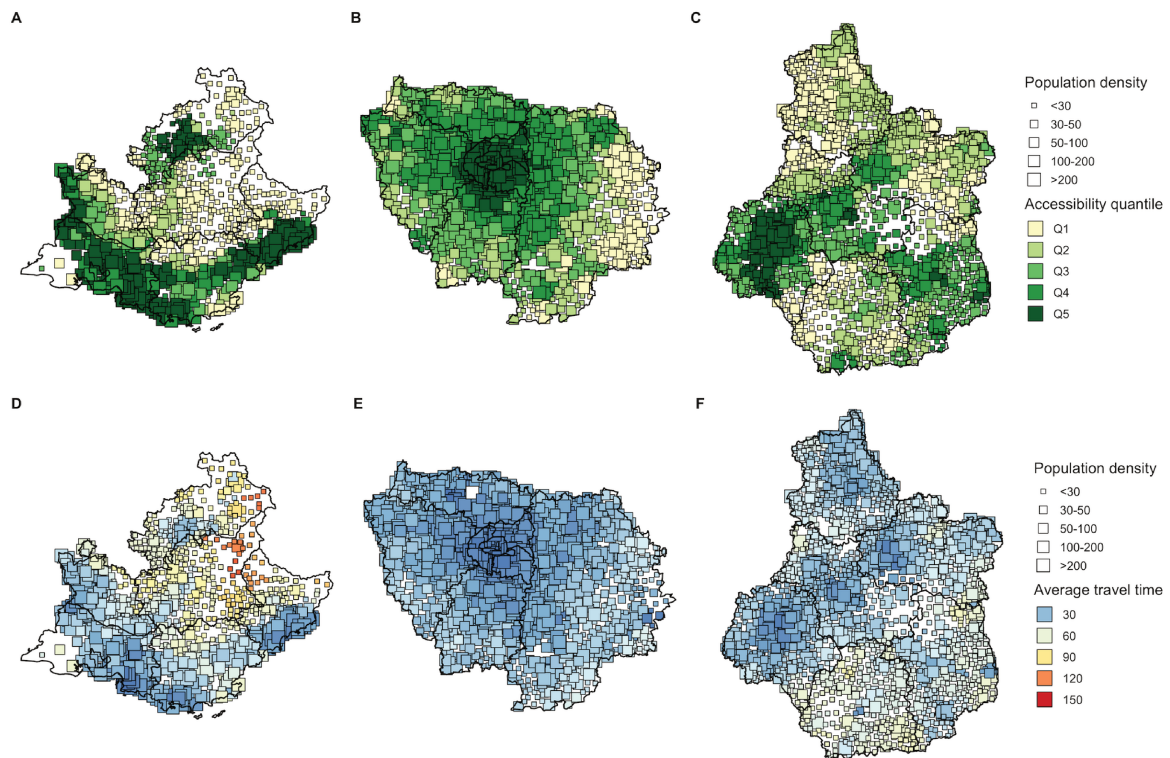 A
B
C
Population density
<30
30-50
50-100
100-200
>200
Accessibility quantile
Q1
Q2
Q3
Q4
Q5
D
E
F
Population density
<30
30-50
50-100
100-200
>200
Average travel time
30
60
90
120
150